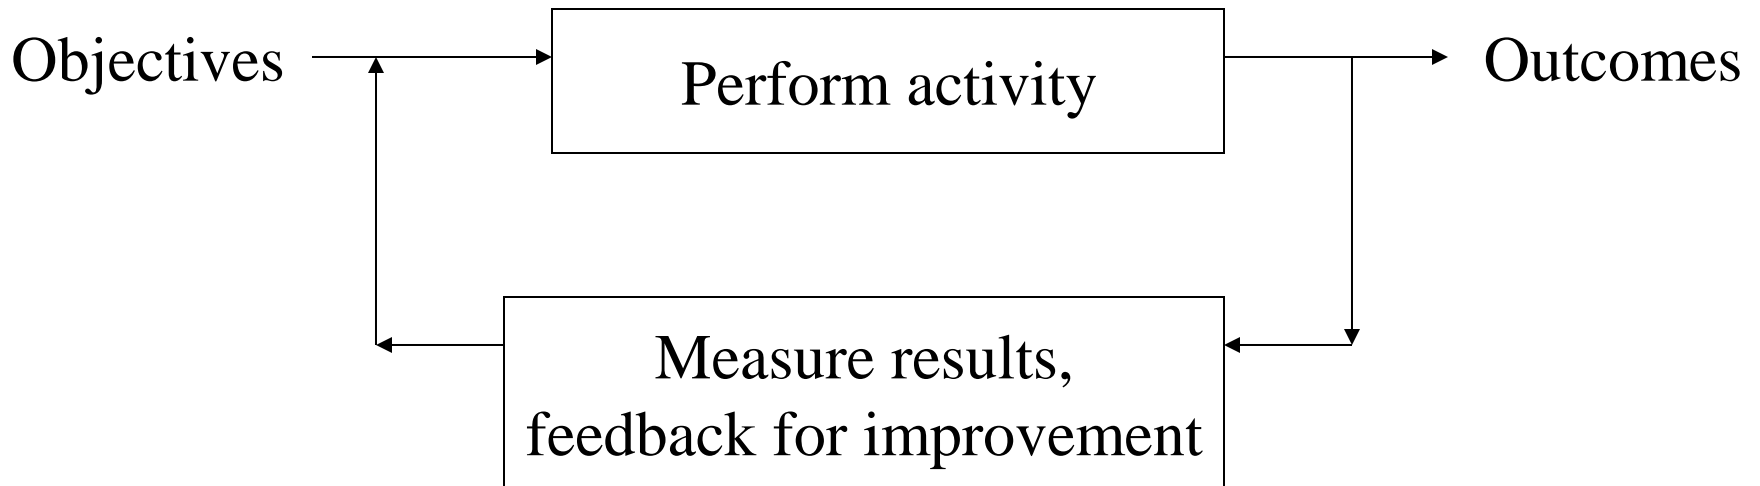 Objectives
Perform activity
Outcomes
Measure results,
feedback for improvement